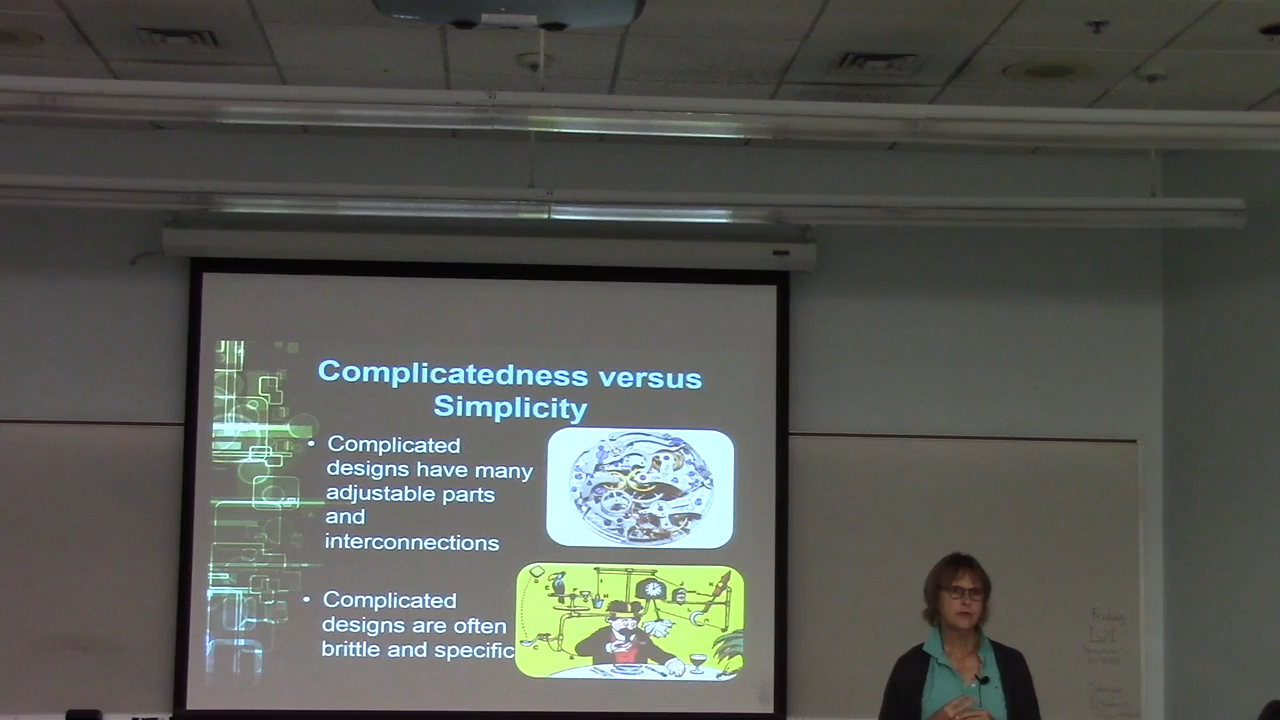 Complicatedness versus
Simplicity
• Complicated
designs have many
adjustable parts
and
interconnections
• Complicated
designs are often
brittle and specific